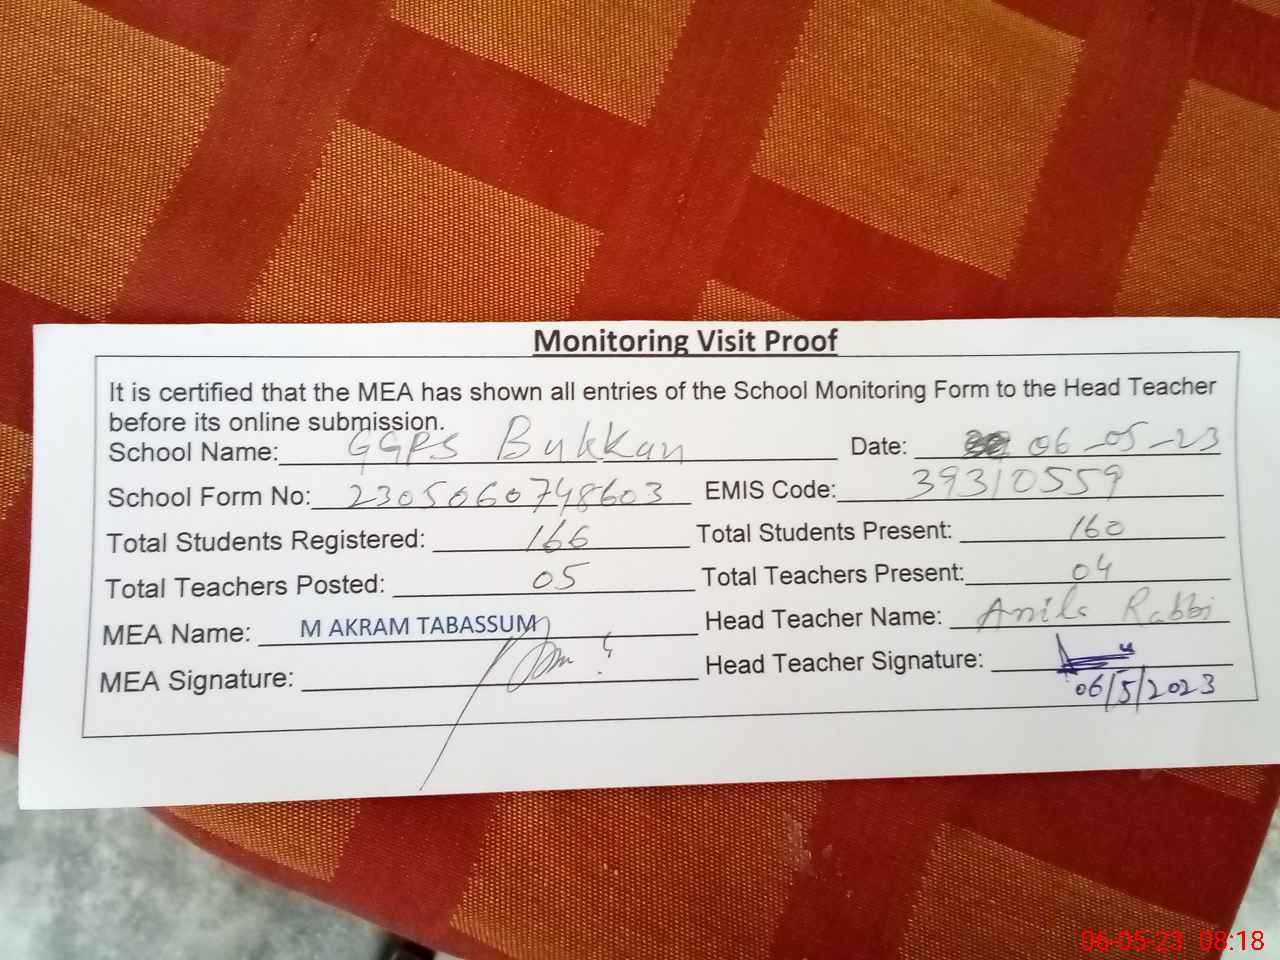 Monitoring Visit Proof
It is certified that the MEA has shown all entries of the School Monitoring Form to the Head Teacher
before its online submission.
School Name: GGPS Bukkan Date: 06-05-23
School Form No: 2305060748603 EMIS Code: 39310559
Total Students Registered: 166 Total Students Present: 160
Total Teachers Posted: 05 Total Teachers Present: 04
MEA Name: M AKRAM TABASSUM Head Teacher Name: Anila Rabbi
MEA Signature: Head Teacher Signature:
06/5/2023
06-05-23 08:18